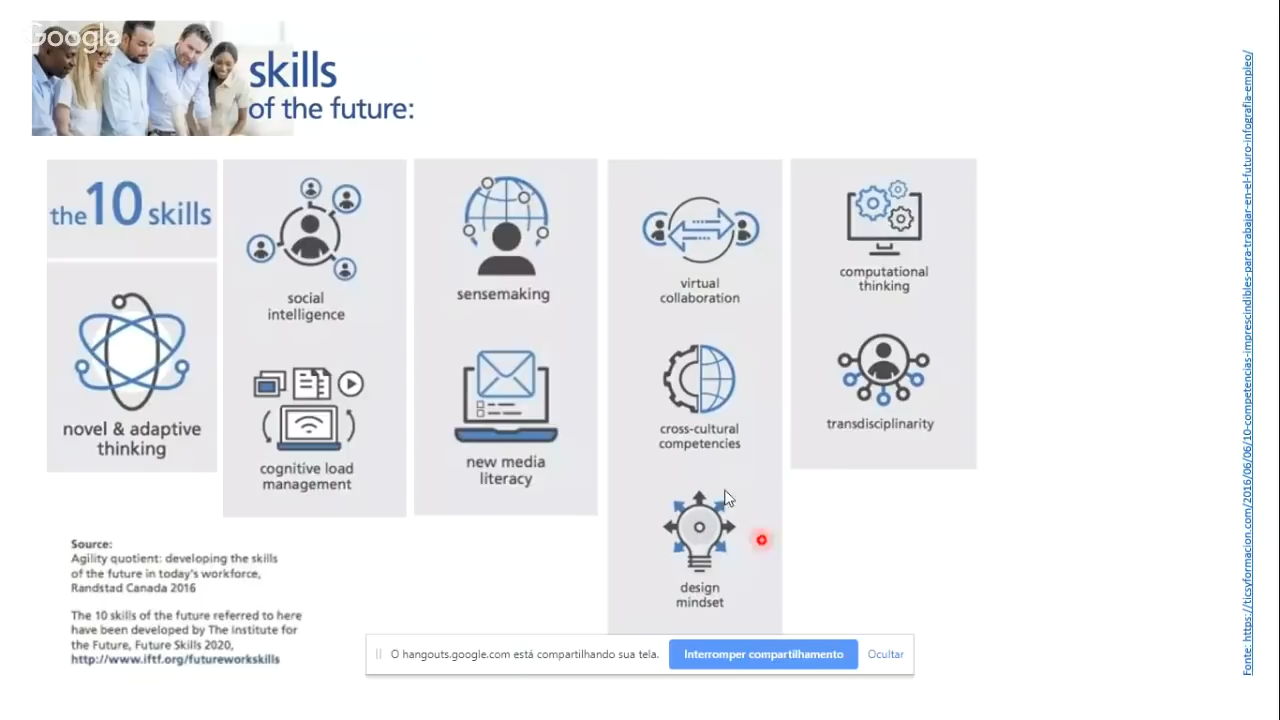 Google
skills
of the future:
the 10 skills
novel & adaptive
thinking
social
intelligence
cognitive load
management
sensemaking
new media
literacy
virtual
collaboration
cross-cultural
competencies
design
mindset
computational
thinking
transdisciplinarity
Source:
Agility quotient: developing the skills
of the future in today's workforce,
Randstad Canada 2016
The 10 skills of the future referred to here
have been developed by The Institute for
the Future, Future Skills 2020,
http://www.iftf.org/futureworkskills
O hangouts.google.com está compartilhando sua tela.
Interromper compartilhamento
Ocultar
Fonte: https://ticsyformacion.com/2016/06/06/10-competencias-imprescindibles-para-trabajar-en-el-futuro-infografia-empleo/